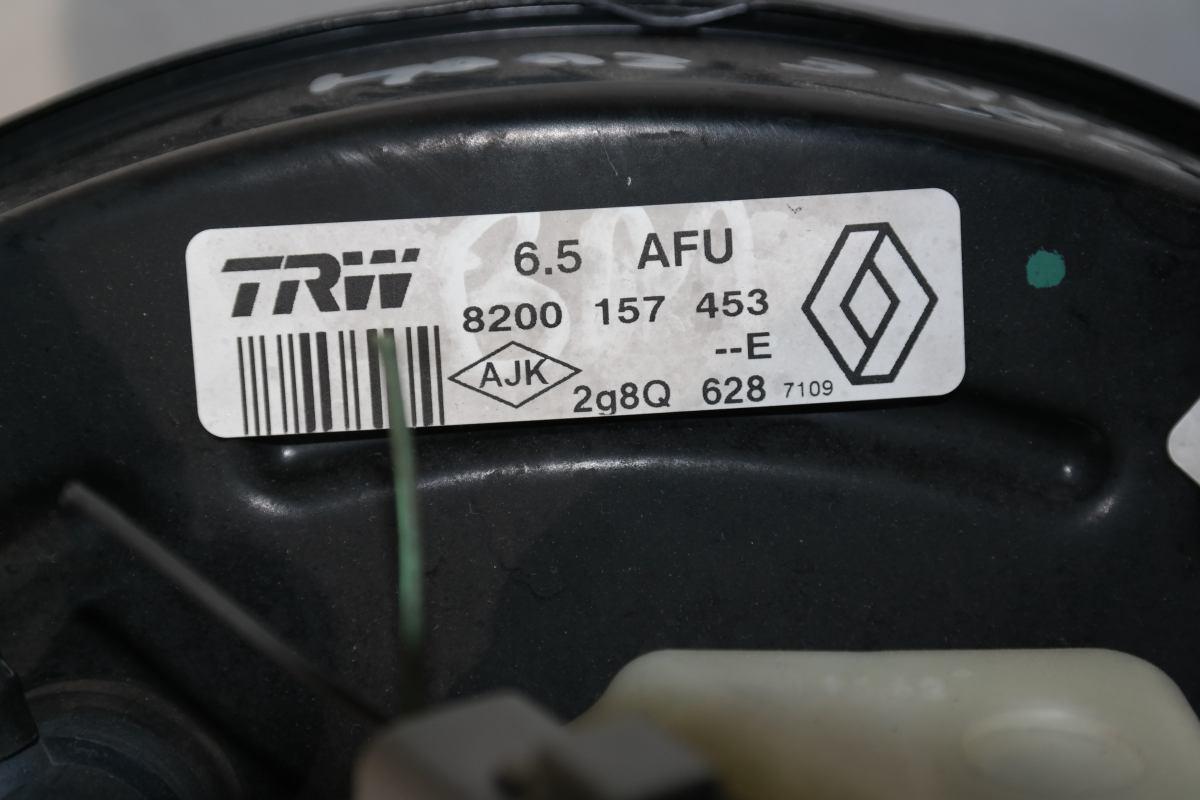 TRW 6.5 AFU
8200 157 453
--E
AJK
2g8Q 628 7109